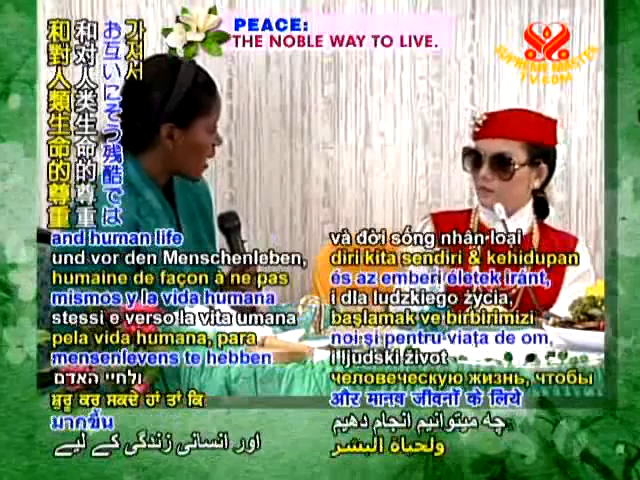 PEACE:
THE NOBLE WAY TO LIVE.
SUPREME MASTER
TV.COM
가져서
お互いにそう残酷では
和对人类生命的尊重
和對人類生命的尊重
and human life
und vor den Menschenleben,
humaine de façon à ne pas
mismos y la vida humana
stessi e verso la vita umana
pela vida humana, para
mensenlevens te hebben
ולחיי האדם
ਸ਼ੁਰੂ ਕਰ ਸਕਦੇ ਹਾਂ ਤਾਂ ਕਿ
มากขึ้น
اور انسانی زندگی کے لیے
và đời sống nhân loại
diri kita sendiri & kehidupan
és az emberi életek iránt,
i dla ludzkiego życia,
başlamak ve birbirimizi
noi și pentru viața de om,
i ljudski život
человеческую жизнь, чтобы
और मानव जीवनों के लिये
چه میتوانیم انجام دهیم
ولحياة البشر